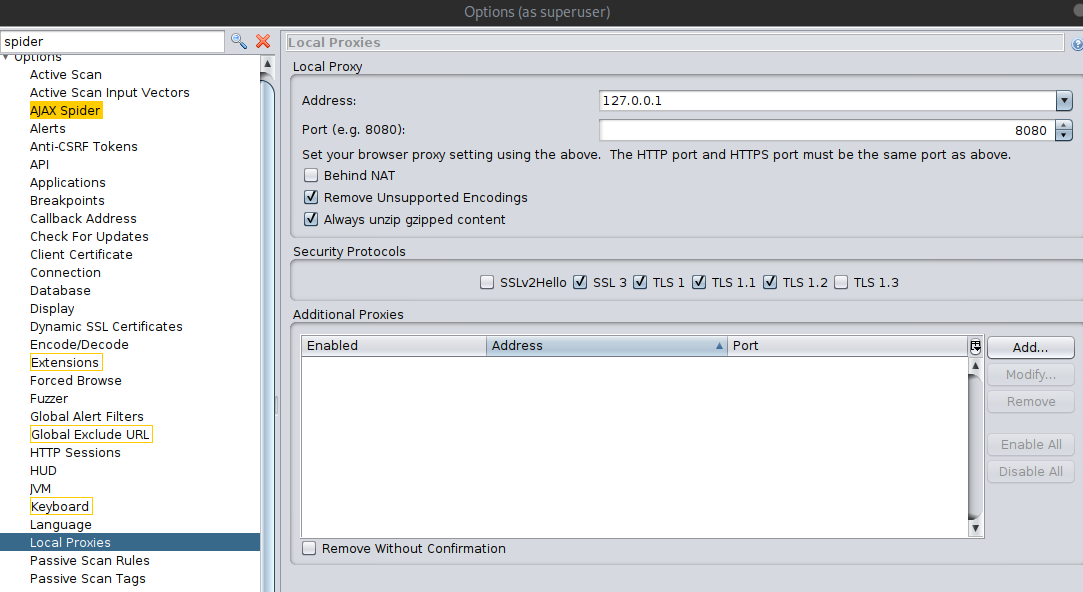 Options (as superuser)
spider
Options
Active Scan
Active Scan Input Vectors
AJAX Spider
Alerts
Anti-CSRF Tokens
API
Applications
Breakpoints
Callback Address
Check For Updates
Client Certificate
Connection
Database
Display
Dynamic SSL Certificates
Encode/Decode
Extensions
Forced Browse
Fuzzer
Global Alert Filters
Global Exclude URL
HTTP Sessions
HUD
JVM
Keyboard
Language
Local Proxies
Passive Scan Rules
Passive Scan Tags
Local Proxies
Local Proxy
Address: 127.0.0.1
Port (e.g. 8080): 8080
Set your browser proxy setting using the above.  The HTTP port and HTTPS port must be the same port as above.
Behind NAT
Remove Unsupported Encodings
Always unzip gzipped content
Security Protocols
SSLv2Hello SSL 3 TLS 1 TLS 1.1 TLS 1.2 TLS 1.3
Additional Proxies
Enabled Address Port
Add...
Modify...
Remove
Enable All
Disable All
Remove Without Confirmation